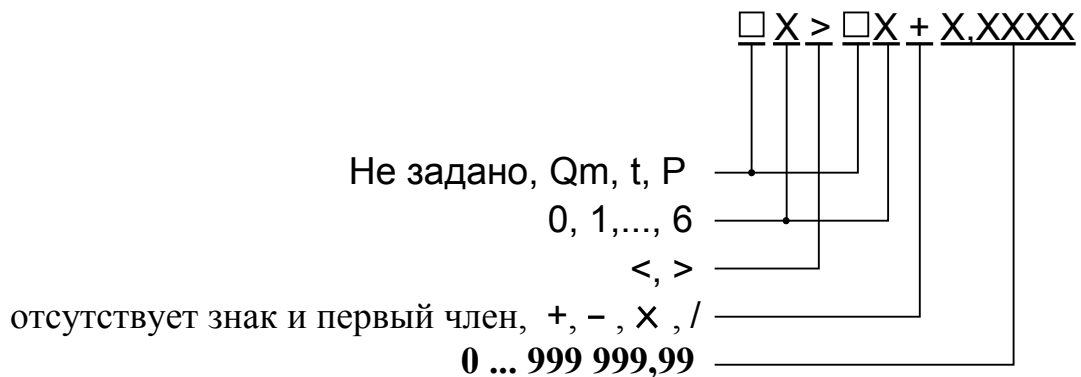 □ X > □ X + X,XXXX
Не задано, Qm, t, P
0, 1,..., 6
<, >
отсутствует знак и первый член, +, – , × , /
0 ... 999 999,99